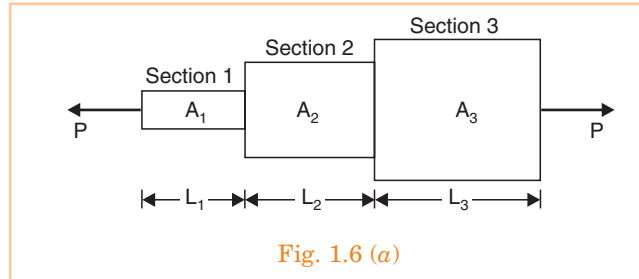 Section 3
Section 2
Section 1
A₁
A₂
A₃
P
P
L₁
L₂
L₃
Fig. 1.6 (a)